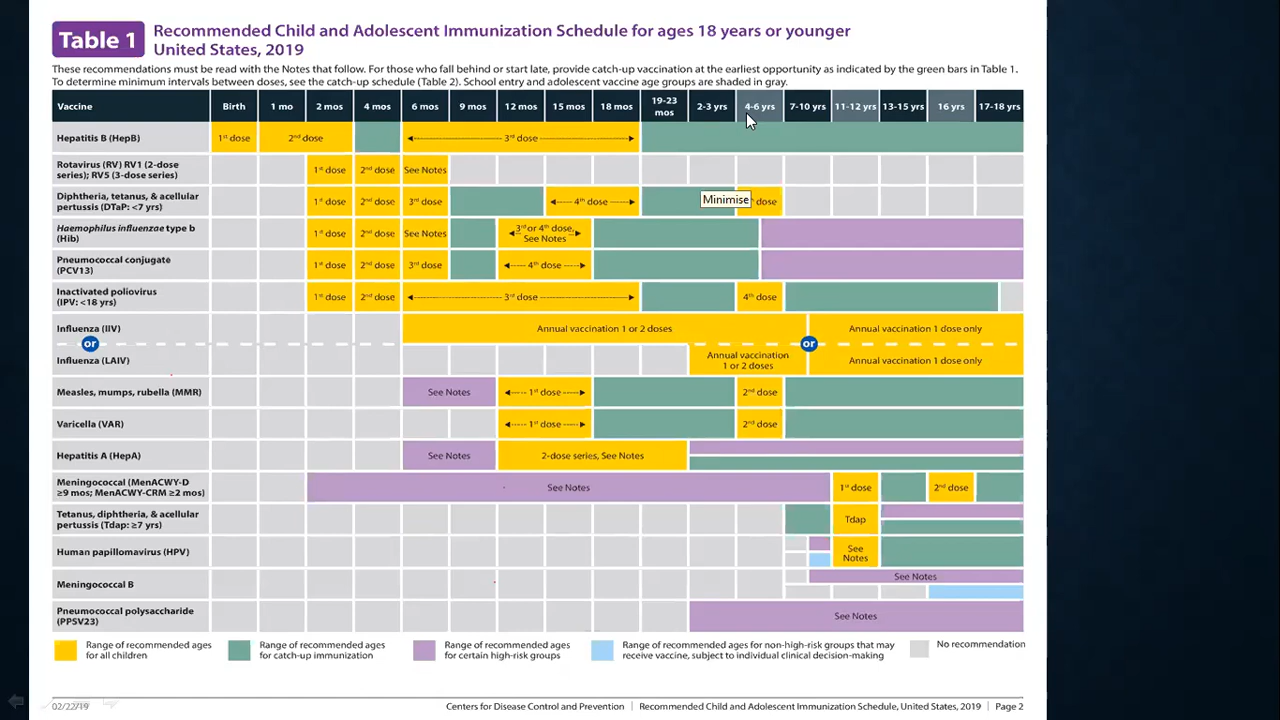 Table 1
Recommended Child and Adolescent Immunization Schedule for ages 18 years or younger
United States, 2019
These recommendations must be read with the Notes that follow. For those who fall behind or start late, provide catch-up vaccination at the earliest opportunity as indicated by the green bars in Table 1.
To determine minimum intervals between doses, see the catch-up schedule (Table 2). School entry and adolescent vaccine age groups are shaded in gray.
Vaccine Birth 1 mo 2 mos 4 mos 6 mos 9 mos 12 mos 15 mos 18 mos 19-23 mos 2-3 yrs 4-6 yrs 7-10 yrs 11-12 yrs 13-15 yrs 16 yrs 17-18 yrs
Hepatitis B (HepB) 1st dose 2nd dose 3rd dose
Rotavirus (RV) RV1 (2-dose
series); RV5 (3-dose series) 1st dose 2nd dose See Notes
Diphtheria, tetanus, & acellular
pertussis (DTaP: <7 yrs) 1st dose 2nd dose 3rd dose 4th dose Minimise dose
Haemophilus influenzae type b
(Hib) 1st dose 2nd dose See Notes 3rd or 4th dose, See Notes
Pneumococcal conjugate
(PCV13) 1st dose 2nd dose 3rd dose 4th dose
Inactivated poliovirus
(IPV: <18 yrs) 1st dose 2nd dose 3rd dose 4th dose
Influenza (IIV) Annual vaccination 1 or 2 doses Annual vaccination 1 dose only
or or
Influenza (LAIV) Annual vaccination 1 or 2 doses Annual vaccination 1 dose only
Measles, mumps, rubella (MMR) See Notes 1st dose 2nd dose
Varicella (VAR) 1st dose 2nd dose
Hepatitis A (HepA) See Notes 2-dose series, See Notes
Meningococcal (MenACWY-D
≥9 mos; MenACWY-CRM ≥2 mos) See Notes 1st dose 2nd dose
Tetanus, diphtheria, & acellular
pertussis (Tdap: ≥7 yrs) Tdap
Human papillomavirus (HPV) See Notes
Meningococcal B See Notes
Pneumococcal polysaccharide
(PPSV23) See Notes
Range of recommended ages
for all children
Range of recommended ages
for catch-up immunization
Range of recommended ages
for certain high-risk groups
Range of recommended ages for non-high-risk groups that may
receive vaccine, subject to individual clinical decision-making
No recommendation
02/22/19 Centers for Disease Control and Prevention | Recommended Child and Adolescent Immunization Schedule, United States, 2019 | Page 2